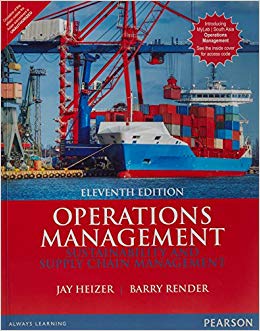 Introducing
MyLab | South Asia
Operations
Management
See the inside cover
for access code
ELEVENTH EDITION
OPERATIONS
MANAGEMENT
SUSTAINABILITY AND
SUPPLY CHAIN MANAGEMENT
JAY HEIZER | BARRY RENDER
ALWAYS LEARNING
PEARSON